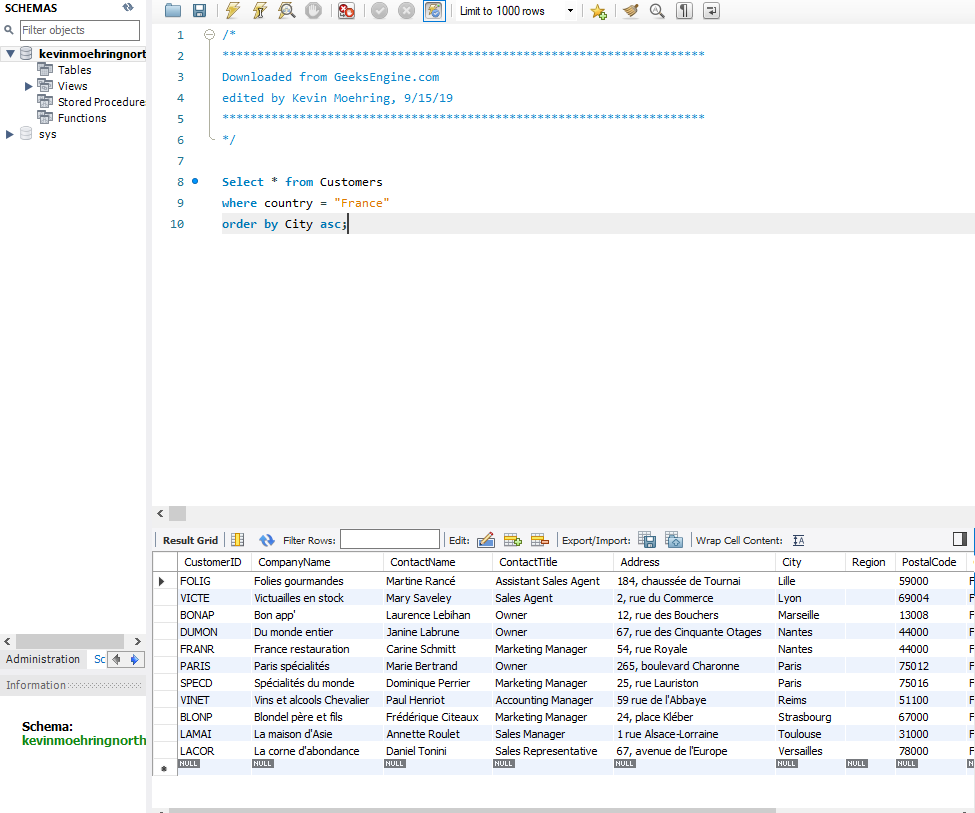 SCHEMAS
Filter objects
kevinmoehringnort
Tables
Views
Stored Procedure
Functions
sys
Administration Sc
Information
Schema:
kevinmoehringnorth
Limit to 1000 rows
1 /*
2 *********************************************************************
3 Downloaded from GeeksEngine.com
4 edited by Kevin Moehring, 9/15/19
5 *********************************************************************
6 */
7
8 Select * from Customers
9 where country = "France"
10 order by City asc;
Result Grid Filter Rows: Edit: Export/Import: Wrap Cell Content:
CustomerID CompanyName ContactName ContactTitle Address City Region PostalCode
FOLIG Folies gourmandes Martine Rancé Assistant Sales Agent 184, chaussée de Tournai Lille 59000 F
VICTE Victuailles en stock Mary Saveley Sales Agent 2, rue du Commerce Lyon 69004 F
BONAP Bon app' Laurence Lebihan Owner 12, rue des Bouchers Marseille 13008 F
DUMON Du monde entier Janine Labrune Owner 67, rue des Cinquante Otages Nantes 44000 F
FRANR France restauration Carine Schmitt Marketing Manager 54, rue Royale Nantes 44000 F
PARIS Paris spécialités Marie Bertrand Owner 265, boulevard Charonne Paris 75012 F
SPECD Spécialités du monde Dominique Perrier Marketing Manager 25, rue Lauriston Paris 75016 F
VINET Vins et alcools Chevalier Paul Henriot Accounting Manager 59 rue de l'Abbaye Reims 51100 F
BLONP Blondel père et fils Frédérique Citeaux Marketing Manager 24, place Kléber Strasbourg 67000 F
LAMAI La maison d'Asie Annette Roulet Sales Manager 1 rue Alsace-Lorraine Toulouse 31000 F
LACOR La corne d'abondance Daniel Tonini Sales Representative 67, avenue de l'Europe Versailles 78000 F
NULL NULL NULL NULL NULL NULL NULL NULL